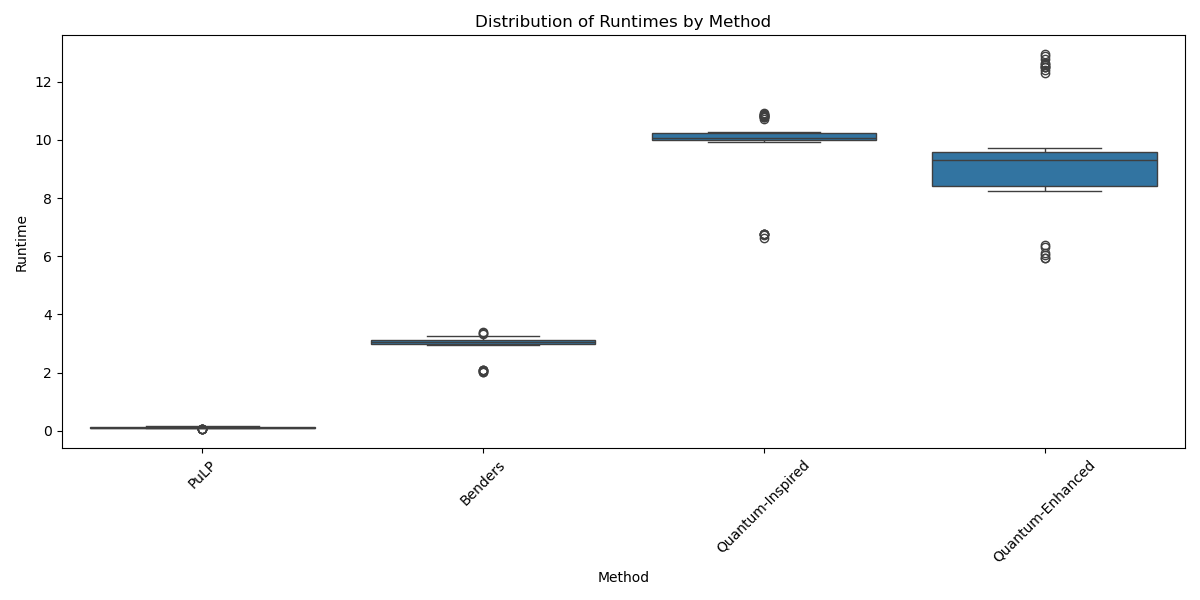 Distribution of Runtimes by Method
12
10
8
6
4
2
0
Runtime
PuLP
Benders
Quantum-Inspired
Quantum-Enhanced
Method